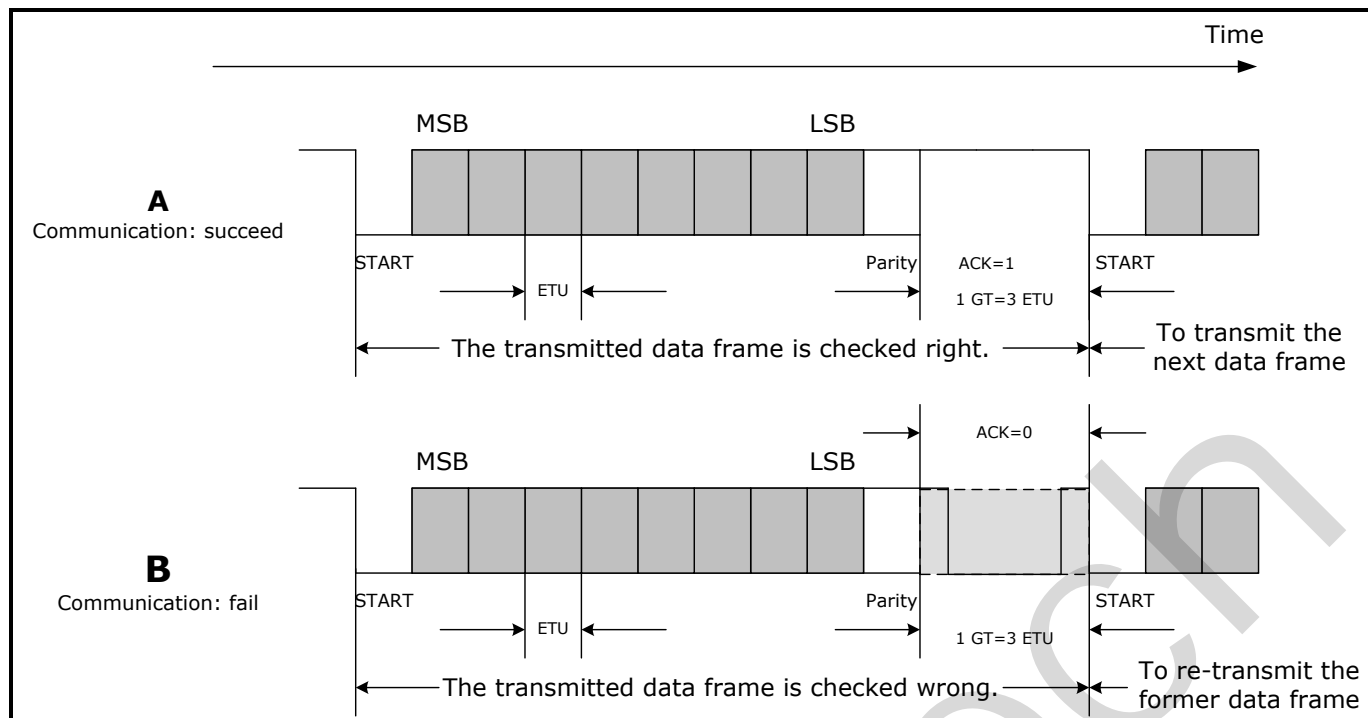 Time
MSB
LSB
A
Communication: succeed
START
ETU
Parity
ACK=1
1 GT=3 ETU
START
The transmitted data frame is checked right.
To transmit the
next data frame
ACK=0
MSB
LSB
B
Communication: fail
START
ETU
Parity
1 GT=3 ETU
START
The transmitted data frame is checked wrong.
To re-transmit the
former data frame
och